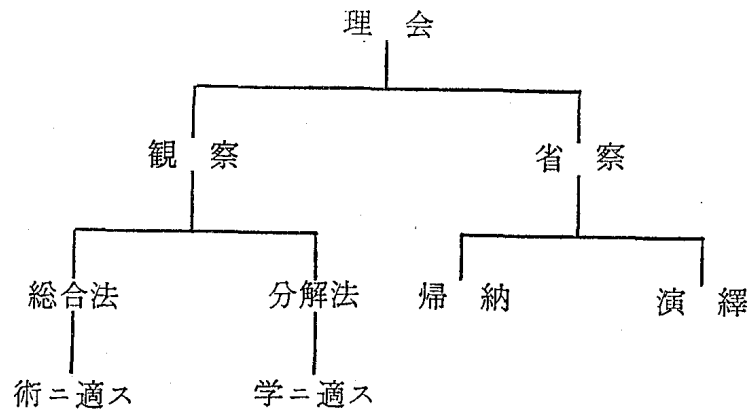 理会
観察 省察
総合法 分解法 帰納 演繹
術ニ適ス 学ニ適ス